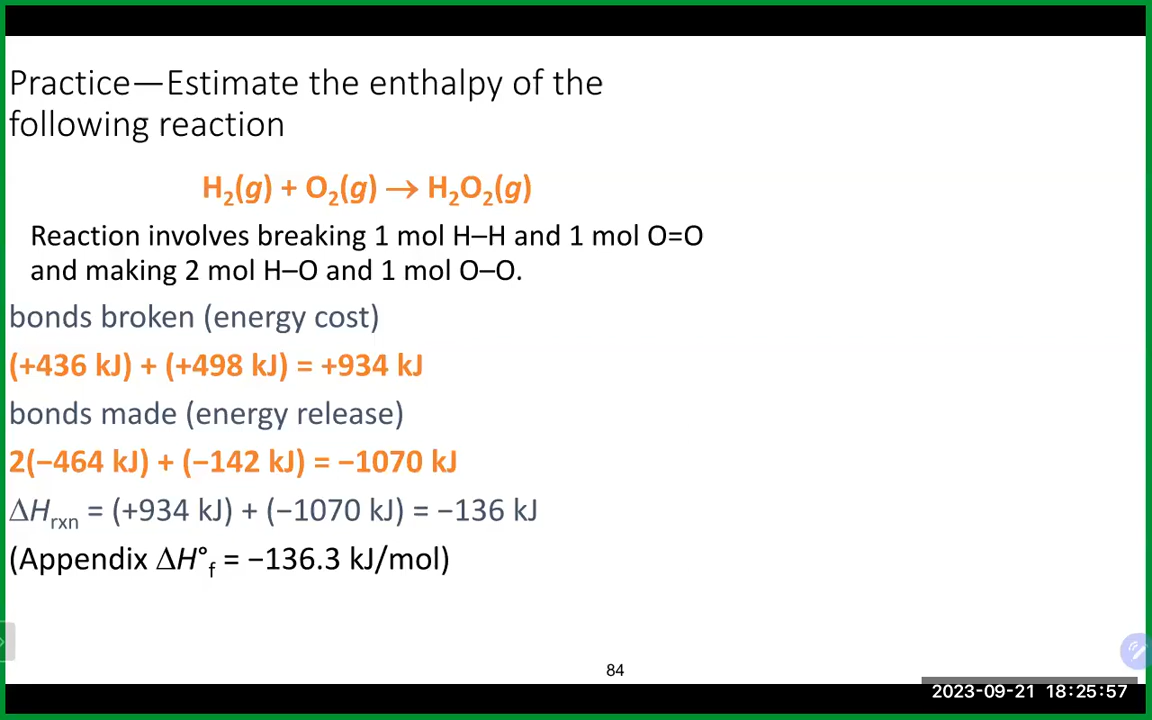 Practice—Estimate the enthalpy of the
following reaction
H₂(g) + O₂(g) → H₂O₂(g)
Reaction involves breaking 1 mol H–H and 1 mol O=O
and making 2 mol H–O and 1 mol O–O.
bonds broken (energy cost)
(+436 kJ) + (+498 kJ) = +934 kJ
bonds made (energy release)
2(−464 kJ) + (−142 kJ) = −1070 kJ
ΔHrxn = (+934 kJ) + (−1070 kJ) = −136 kJ
(Appendix ΔH°f = −136.3 kJ/mol)
84
2023-09-21 18:25:57